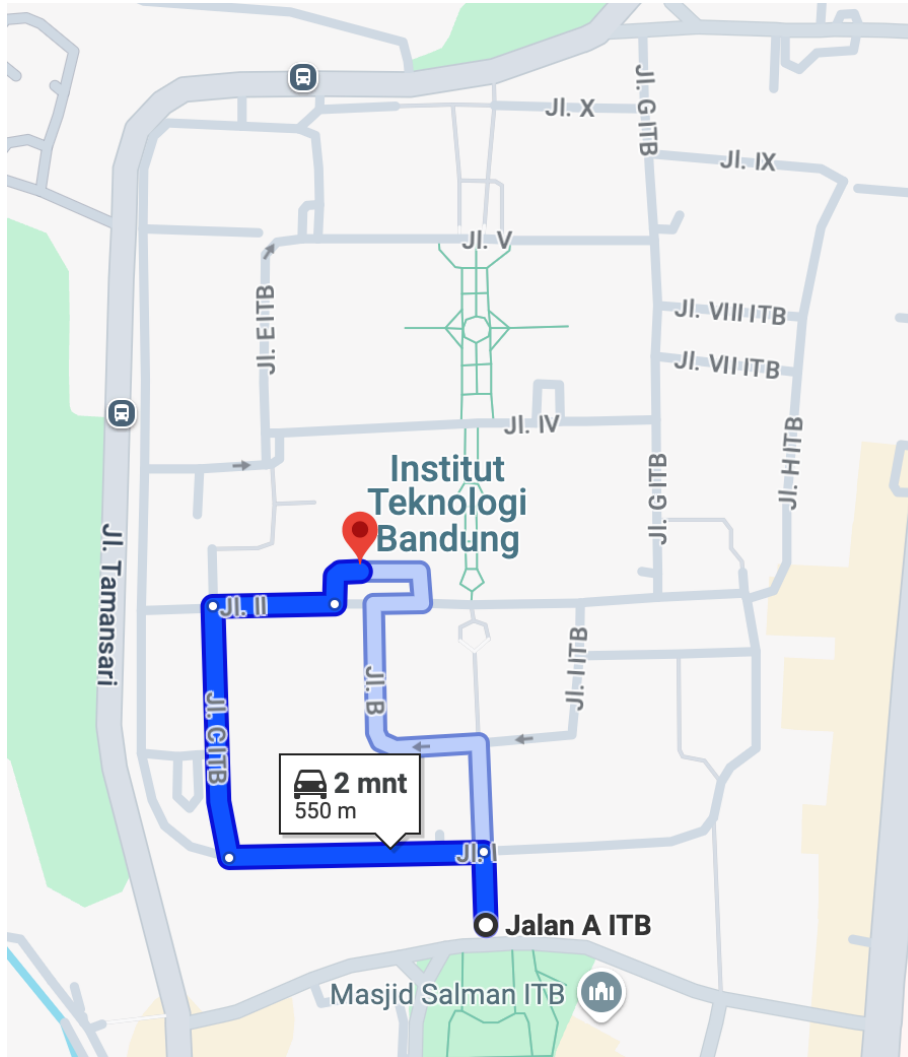 Jl. X
Jl. G ITB
Jl. IX
Jl. V
Jl. E ITB
Jl. VIII ITB
Jl. VII ITB
Jl. IV
Jl. H ITB
Jl. G ITB
Institut
Teknologi
Bandung
Jl. Tamansari
Jl. II
Jl. B
Jl. I ITB
Jl. C ITB
2 mnt
550 m
Jl. I
Jalan A ITB
Masjid Salman ITB